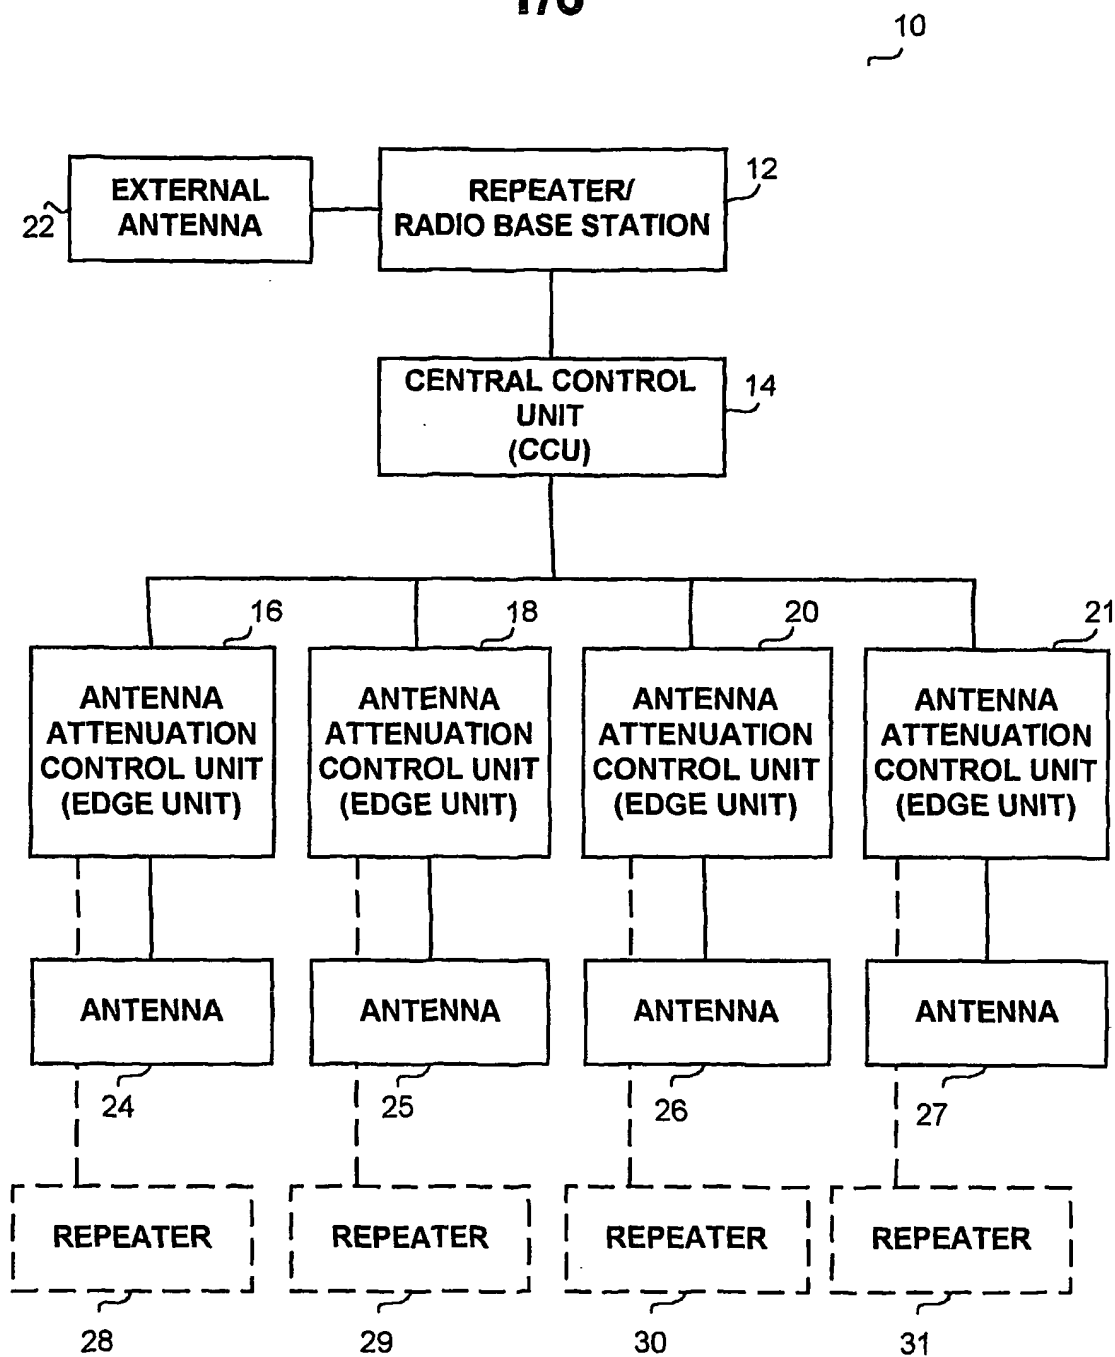 10
EXTERNAL
ANTENNA
22
REPEATER/
RADIO BASE STATION
12
CENTRAL CONTROL
UNIT
(CCU)
14
16
18
20
21
ANTENNA
ATTENUATION
CONTROL UNIT
(EDGE UNIT)
ANTENNA
ATTENUATION
CONTROL UNIT
(EDGE UNIT)
ANTENNA
ATTENUATION
CONTROL UNIT
(EDGE UNIT)
ANTENNA
ATTENUATION
CONTROL UNIT
(EDGE UNIT)
ANTENNA
ANTENNA
ANTENNA
ANTENNA
24
25
26
27
REPEATER
REPEATER
REPEATER
REPEATER
28
29
30
31